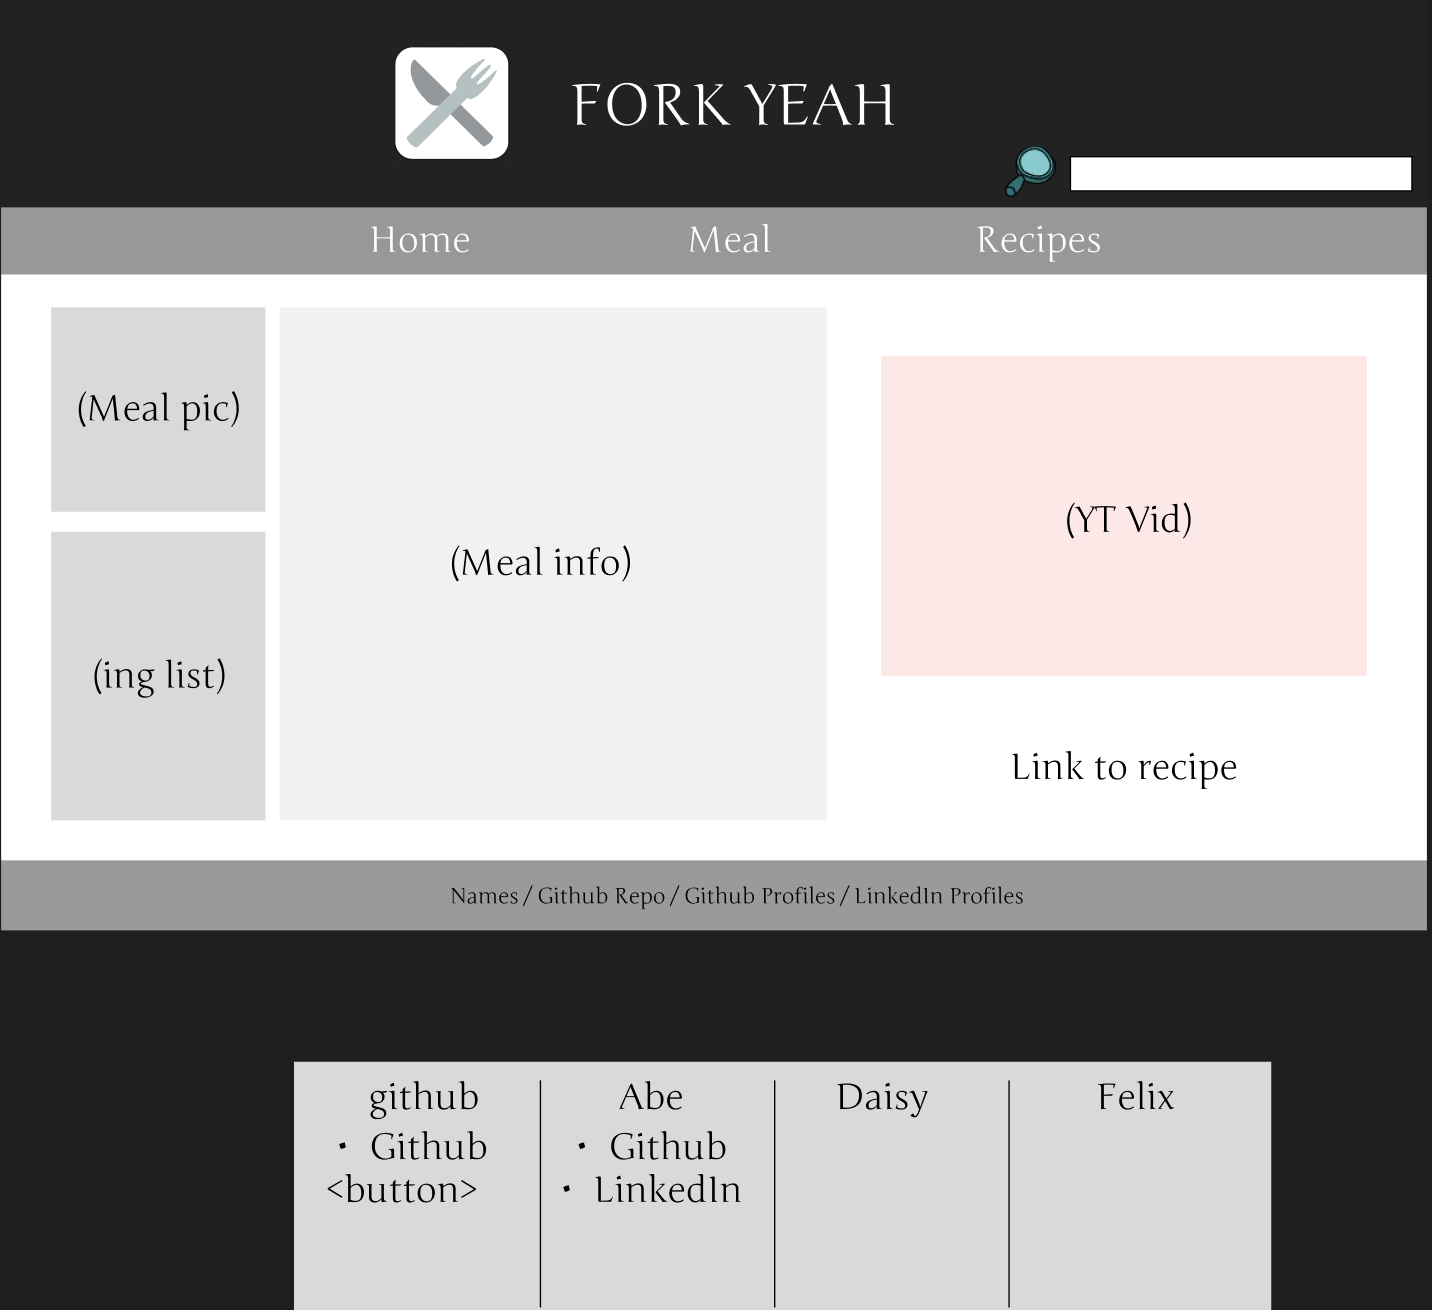 FORK YEAH
Home Meal Recipes
(Meal pic)
(ing list)
(Meal info)
(YT Vid)
Link to recipe
Names / Github Repo / Github Profiles / LinkedIn Profiles
github
• Github
<button>
Abe
• Github
• LinkedIn
Daisy
Felix